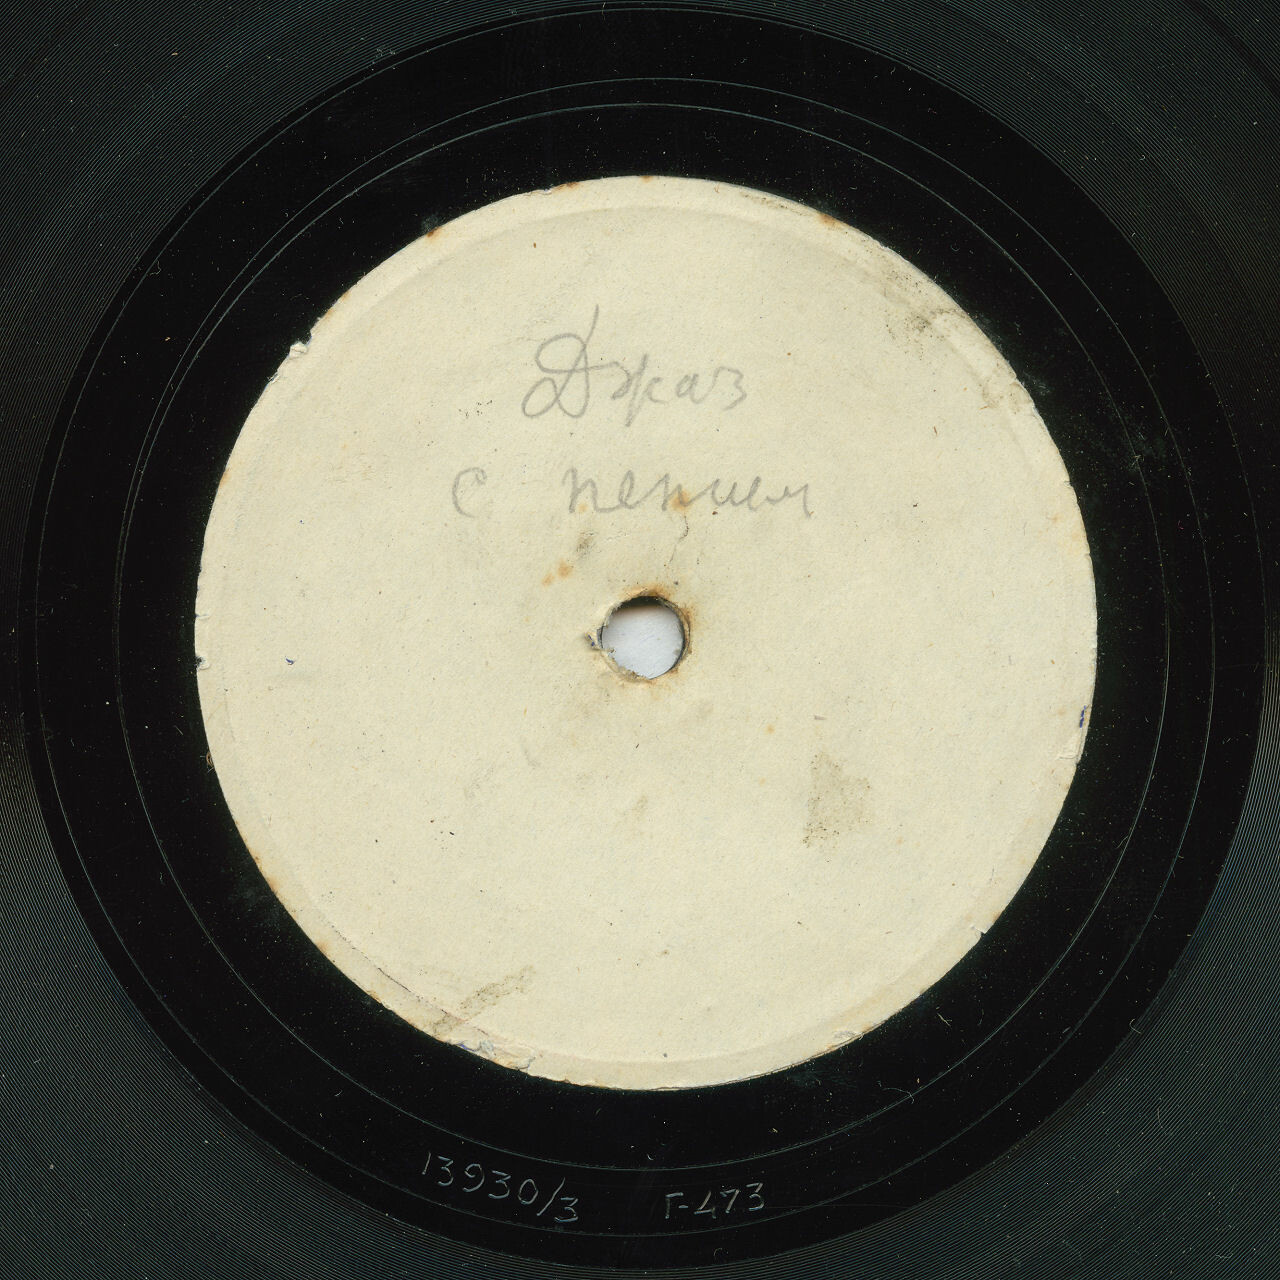 Джаз
с пением
13930/3 Г-473